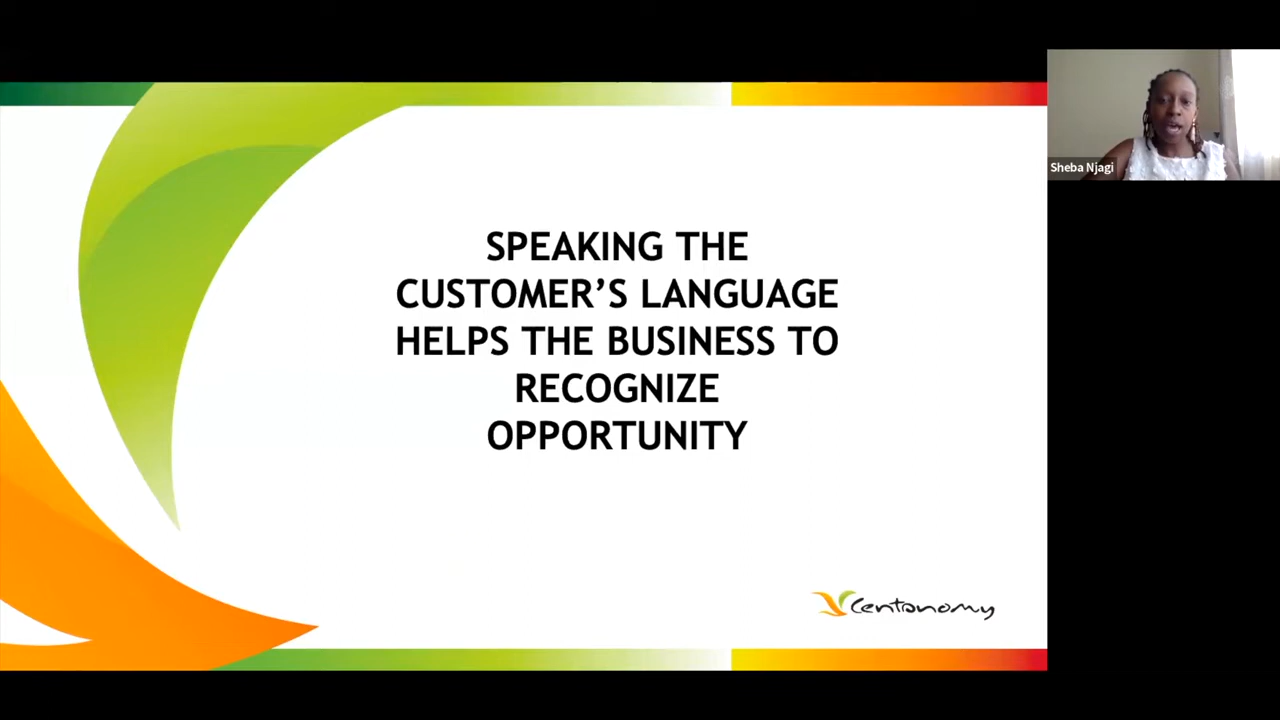 SPEAKING THE
CUSTOMER’S LANGUAGE
HELPS THE BUSINESS TO
RECOGNIZE
OPPORTUNITY
Centonomy
Sheba Njagi